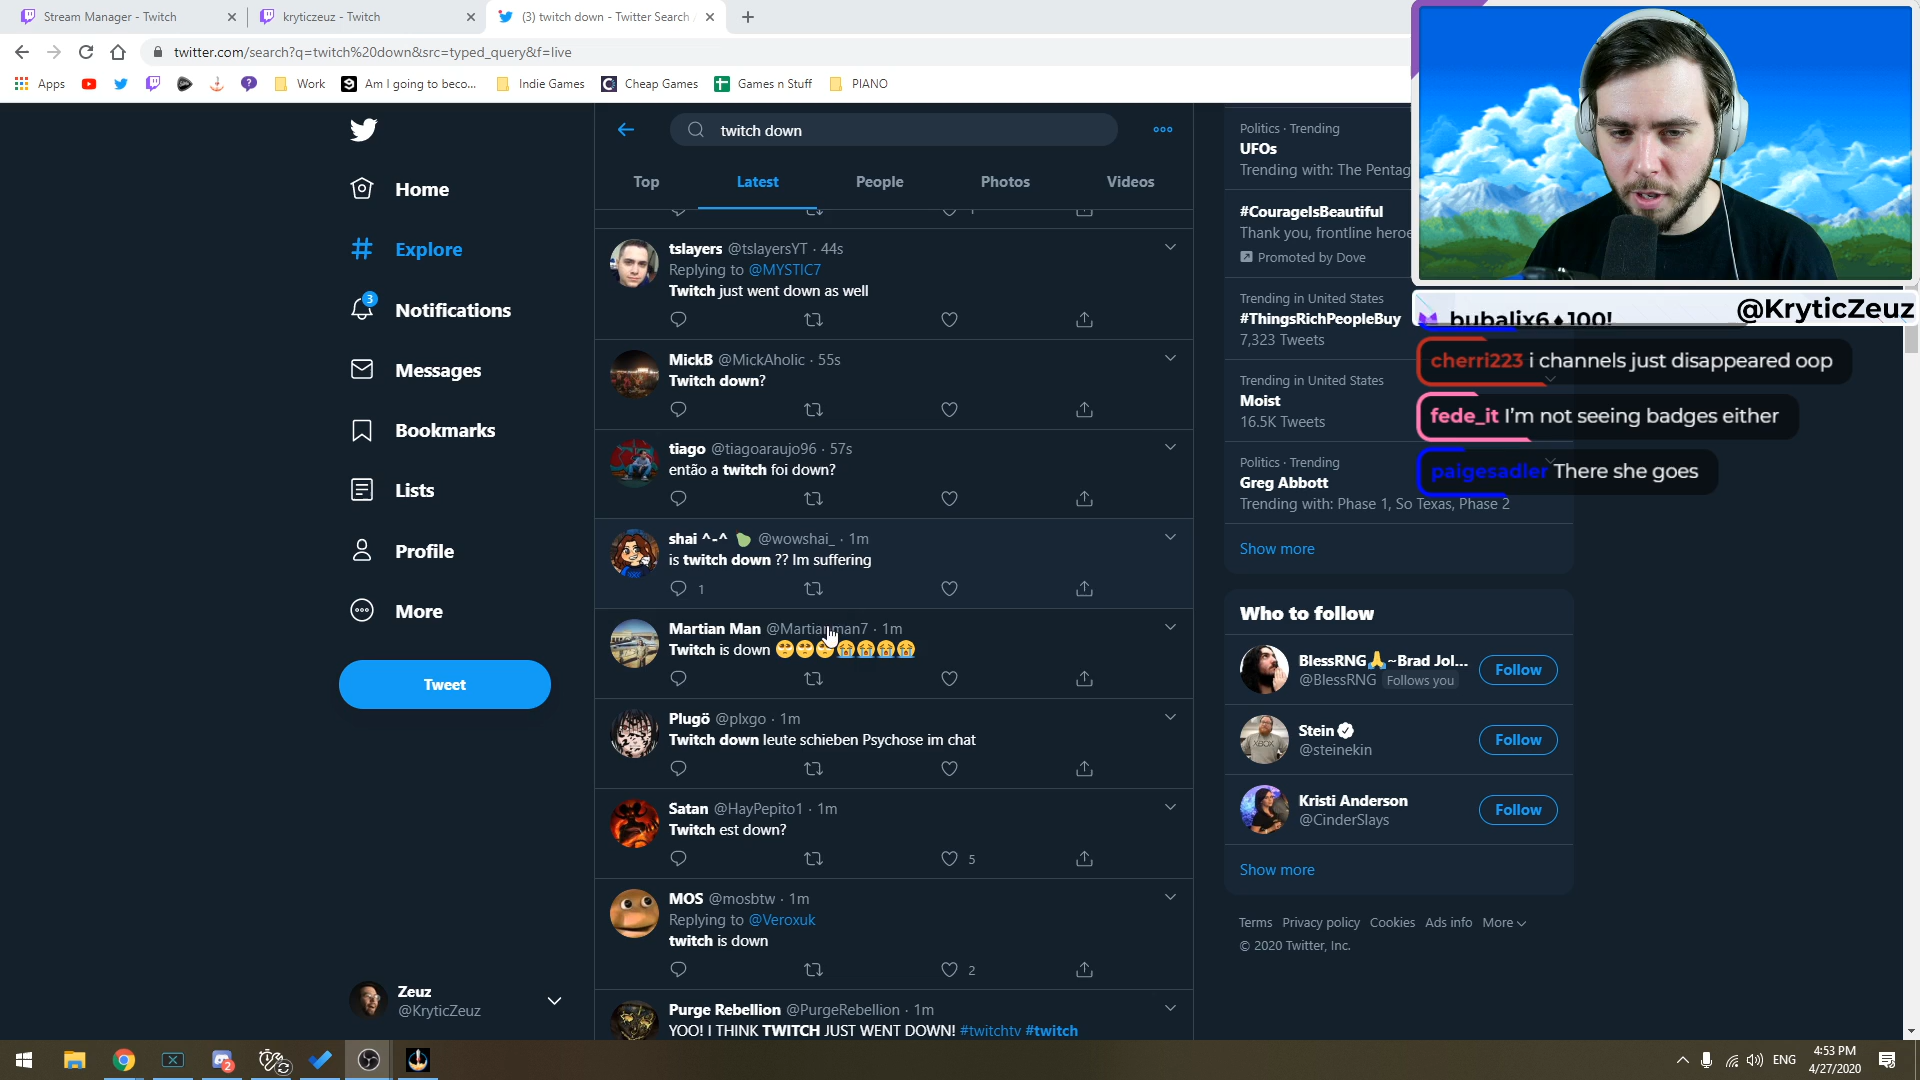 Stream Manager - Twitch
kryticzeuz - Twitch
(3) twitch down - Twitter Search
twitter.com/search?q=twitch%20down&src=typed_query&f=live
Apps
Work
Am I going to beco...
Indie Games
Cheap Games
Games n Stuff
PIANO
Home
Explore
3
Notifications
Messages
Bookmarks
Lists
Profile
More
Tweet
Zeuz
@KryticZeuz
twitch down
Top
Latest
People
Photos
Videos
1
tslayers @tslayersYT · 44s
Replying to @MYSTIC7
Twitch just went down as well
MickB @MickAholic · 55s
Twitch down?
tiago @tiagoaraujo96 · 57s
então a twitch foi down?
shai ^-^ 🍐 @wowshai_ · 1m
is twitch down ?? Im suffering
1
Martian Man @Martianman7 · 1m
Twitch is down 🥺🥺🥺😭😭😭😭
Plugö @plxgo · 1m
Twitch down leute schieben Psychose im chat
Satan @HayPepito1 · 1m
Twitch est down?
5
MOS @mosbtw · 1m
Replying to @Veroxuk
twitch is down
2
Purge Rebellion @PurgeRebellion · 1m
YOO! I THINK TWITCH JUST WENT DOWN! #twitchtv #twitch
Politics · Trending
UFOs
Trending with: The Pentag
#CourageIsBeautiful
Thank you, frontline heroe
Promoted by Dove
Trending in United States
#ThingsRichPeopleBuy
7,323 Tweets
Trending in United States
Moist
16.5K Tweets
Politics · Trending
Greg Abbott
Trending with: Phase 1, So Texas, Phase 2
Show more
Who to follow
BlessRNG🙏~Brad Jol...
@BlessRNG Follows you
Follow
Stein
@steinekin
Follow
XBOX
Kristi Anderson
@CinderSlays
Follow
Show more
Terms Privacy policy Cookies Ads info More
© 2020 Twitter, Inc.
@KryticZeuz
bubalix6♦100!
cherri223 i channels just disappeared oop
fede_it I'm not seeing badges either
paigesadler There she goes
2
ENG
4:53 PM
4/27/2020